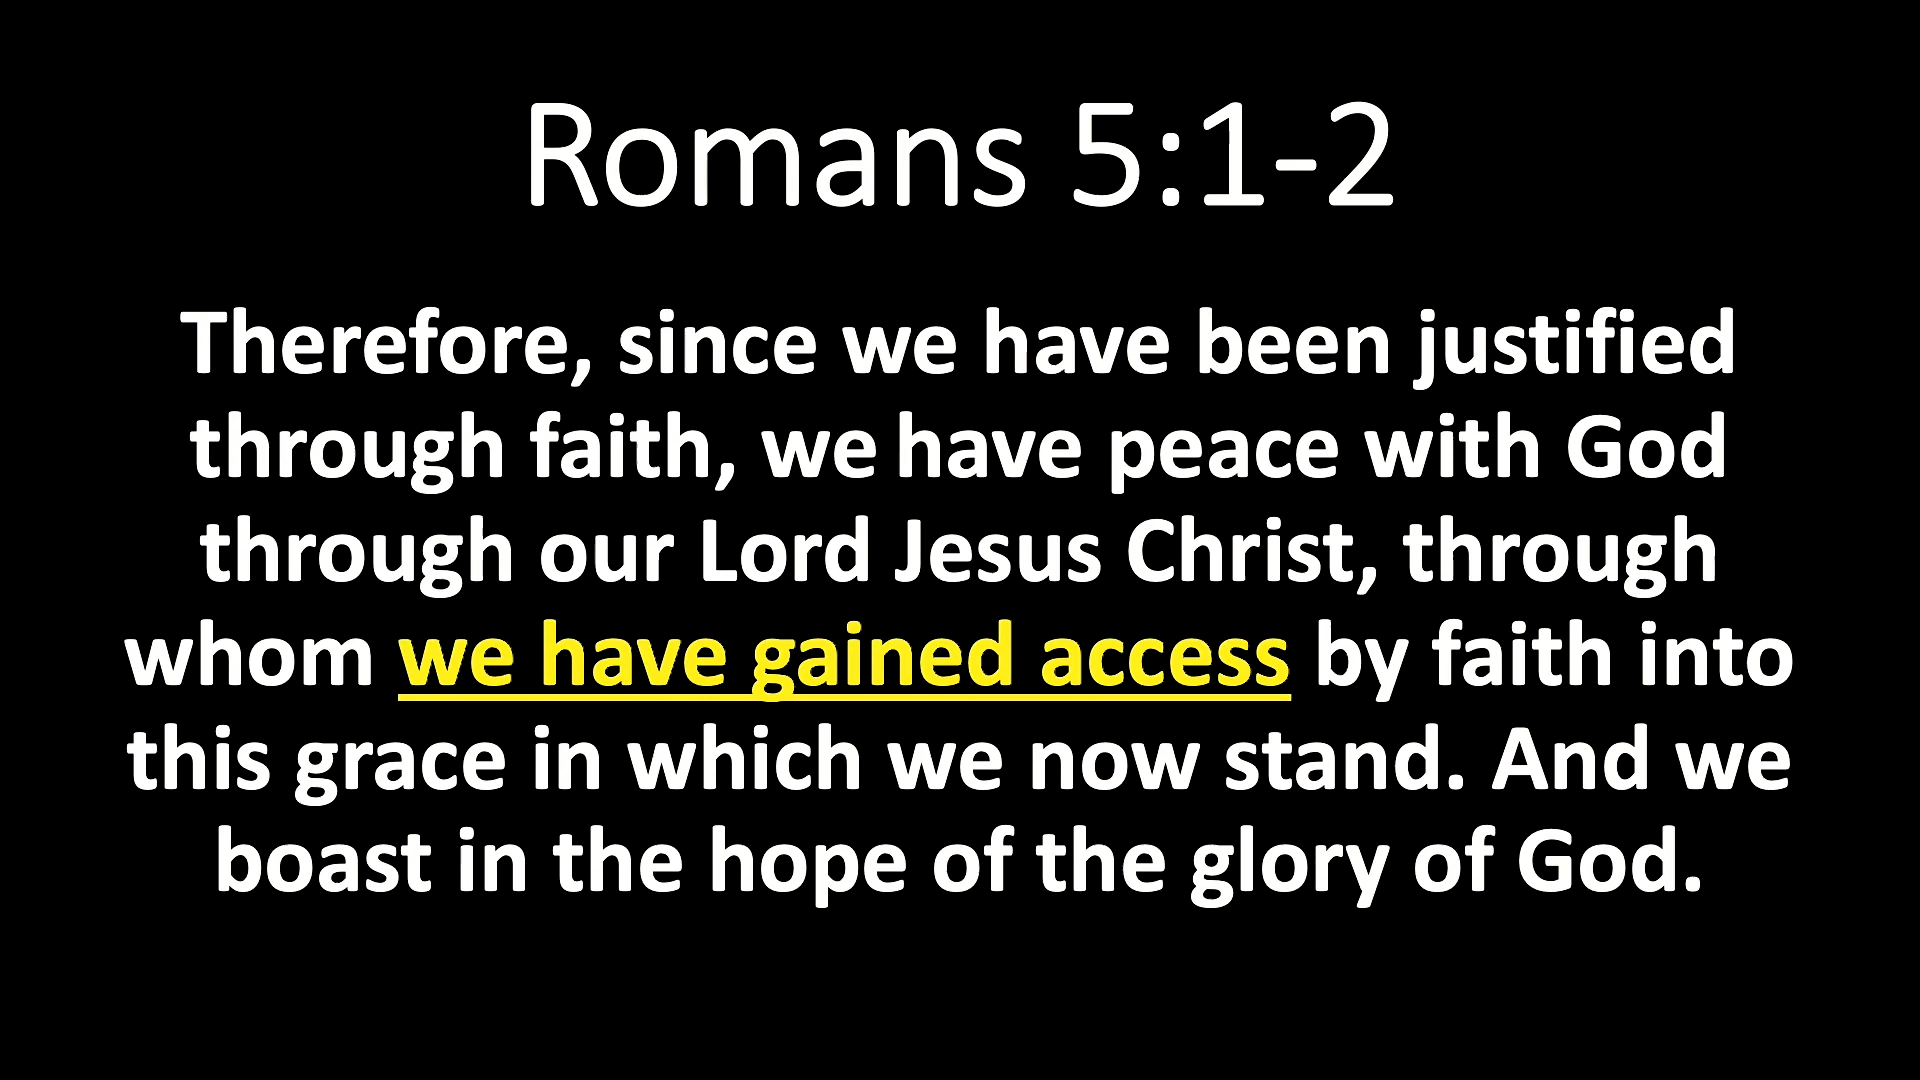 Romans 5:1-2
Therefore, since we have been justified
through faith, we have peace with God
through our Lord Jesus Christ, through
whom we have gained access by faith into
this grace in which we now stand. And we
boast in the hope of the glory of God.